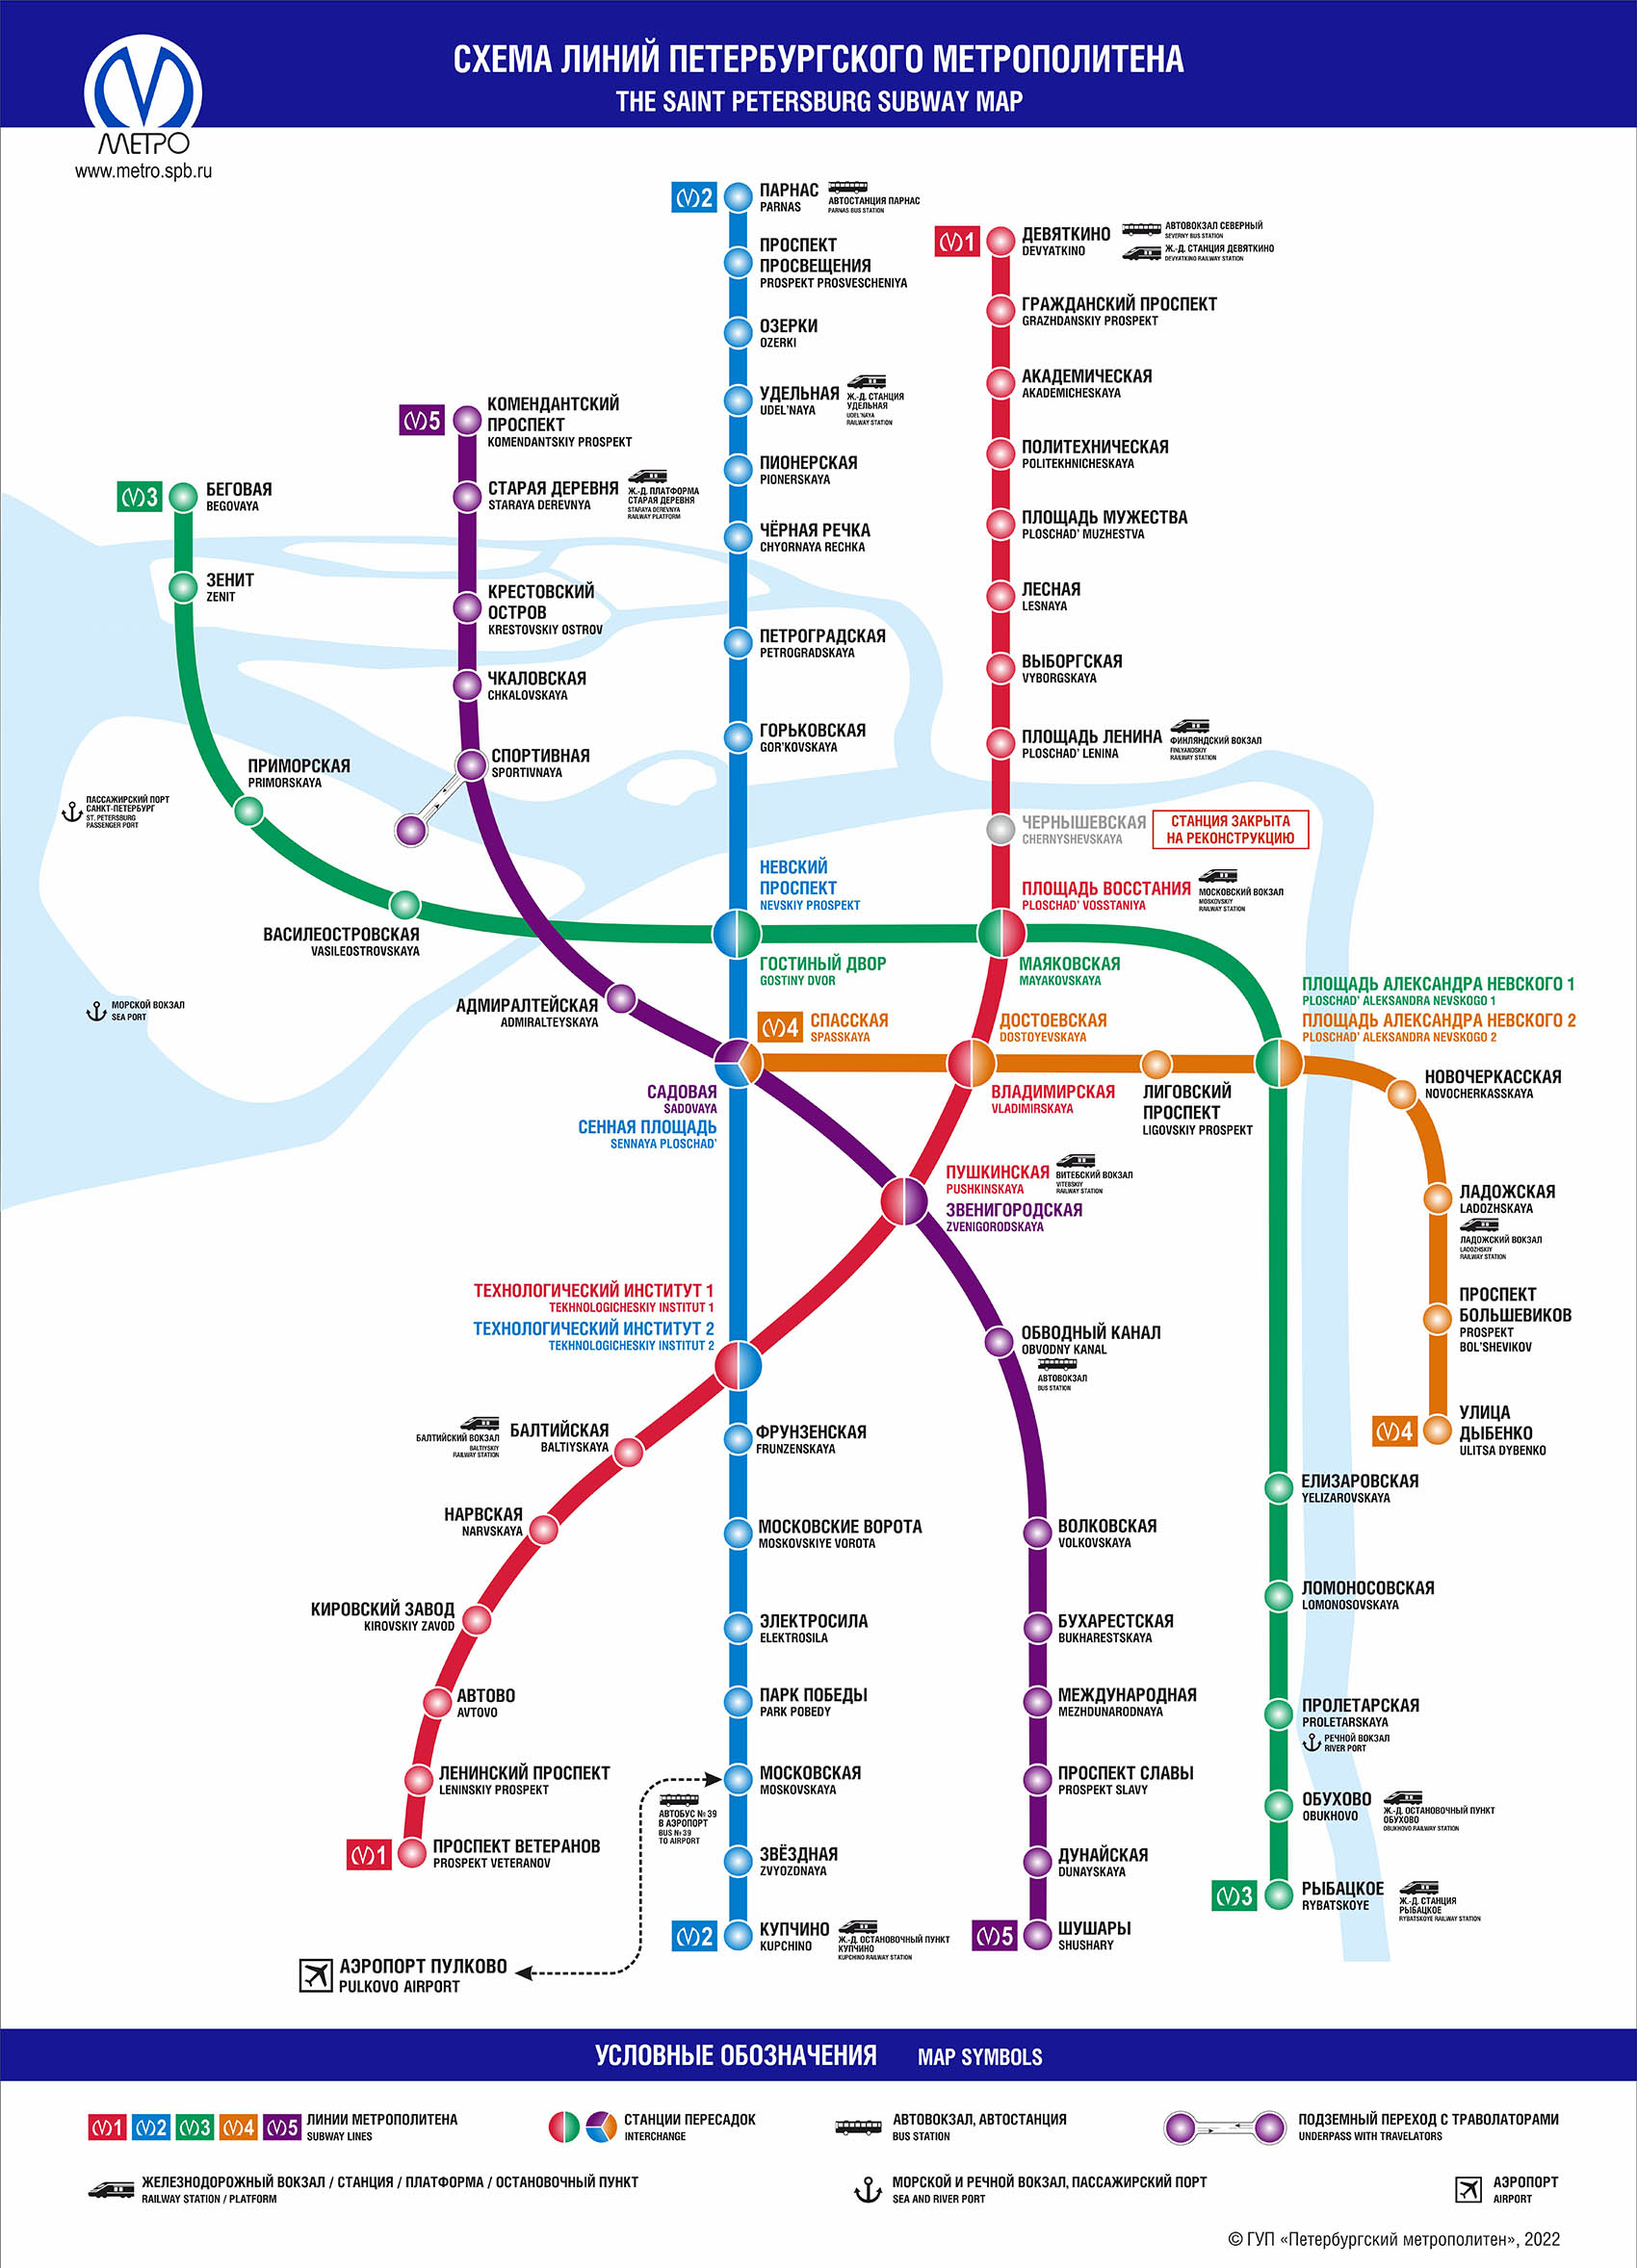 СХЕМА ЛИНИЙ ПЕТЕРБУРГСКОГО МЕТРОПОЛИТЕНА
THE SAINT PETERSBURG SUBWAY MAP
МЕТРО
www.metro.spb.ru
2
ПАРНАС
PARNAS
АВТОСТАНЦИЯ ПАРНАС
PARNAS BUS STATION
ПРОСПЕКТ
ПРОСВЕЩЕНИЯ
PROSPEKT PROSVESCHENIYA
ОЗЕРКИ
OZERKI
УДЕЛЬНАЯ
UDEL'NAYA
Ж.-Д. СТАНЦИЯ
УДЕЛЬНАЯ
UDEL'NAYA
RAILWAY STATION
ПИОНЕРСКАЯ
PIONERSKAYA
ЧЁРНАЯ РЕЧКА
CHYORNAYA RECHKA
ПЕТРОГРАДСКАЯ
PETROGRADSKAYA
ГОРЬКОВСКАЯ
GOR'KOVSKAYA
НЕВСКИЙ
ПРОСПЕКТ
NEVSKIY PROSPEKT
ГОСТИНЫЙ ДВОР
GOSTINY DVOR
1
ДЕВЯТКИНО
DEVYATKINO
АВТОВОКЗАЛ СЕВЕРНЫЙ
SEVERNY BUS STATION
Ж.-Д. СТАНЦИЯ ДЕВЯТКИНО
DEVYATKINO RAILWAY STATION
ГРАЖДАНСКИЙ ПРОСПЕКТ
GRAZHDANSKIY PROSPEKT
АКАДЕМИЧЕСКАЯ
AKADEMICHESKAYA
ПОЛИТЕХНИЧЕСКАЯ
POLITEKHNICHESKAYA
ПЛОЩАДЬ МУЖЕСТВА
PLOSCHAD' MUZHESTVA
ЛЕСНАЯ
LESNAYA
ВЫБОРГСКАЯ
VYBORGSKAYA
ПЛОЩАДЬ ЛЕНИНА
PLOSCHAD' LENINA
ФИНЛЯНДСКИЙ ВОКЗАЛ
FINLYANDSKIY
RAILWAY STATION
ЧЕРНЫШЕВСКАЯ
CHERNYSHEVSKAYA
СТАНЦИЯ ЗАКРЫТА
НА РЕКОНСТРУКЦИЮ
ПЛОЩАДЬ ВОССТАНИЯ
PLOSCHAD' VOSSTANIYA
МОСКОВСКИЙ ВОКЗАЛ
MOSKOVSKIY
RAILWAY STATION
МАЯКОВСКАЯ
MAYAKOVSKAYA
5
КОМЕНДАНТСКИЙ
ПРОСПЕКТ
KOMENDANTSKIY PROSPEKT
СТАРАЯ ДЕРЕВНЯ
STARAYA DEREVNYA
Ж.-Д. ПЛАТФОРМА
СТАРАЯ ДЕРЕВНЯ
STARAYA DEREVNYA
RAILWAY PLATFORM
КРЕСТОВСКИЙ
ОСТРОВ
KRESTOVSKIY OSTROV
ЧКАЛОВСКАЯ
CHKALOVSKAYA
СПОРТИВНАЯ
SPORTIVNAYA
3
БЕГОВАЯ
BEGOVAYA
ЗЕНИТ
ZENIT
ПРИМОРСКАЯ
PRIMORSKAYA
ПАССАЖИРСКИЙ ПОРТ
САНКТ-ПЕТЕРБУРГ
ST. PETERSBURG
PASSENGER PORT
ВАСИЛЕОСТРОВСКАЯ
VASILEOSTROVSKAYA
МОРСКОЙ ВОКЗАЛ
SEA PORT
АДМИРАЛТЕЙСКАЯ
ADMIRALTEYSKAYA
4
СПАССКАЯ
SPASSKAYA
ДОСТОЕВСКАЯ
DOSTOYEVSKAYA
ПЛОЩАДЬ АЛЕКСАНДРА НЕВСКОГО 1
PLOSCHAD' ALEKSANDRA NEVSKOGO 1
ПЛОЩАДЬ АЛЕКСАНДРА НЕВСКОГО 2
PLOSCHAD' ALEKSANDRA NEVSKOGO 2
САДОВАЯ
SADOVAYA
СЕННАЯ ПЛОЩАДЬ
SENNAYA PLOSCHAD'
ВЛАДИМИРСКАЯ
VLADIMIRSKAYA
ЛИГОВСКИЙ
ПРОСПЕКТ
LIGOVSKIY PROSPEKT
НОВОЧЕРКАССКАЯ
NOVOCHERKASSKAYA
ПУШКИНСКАЯ
PUSHKINSKAYA
ВИТЕБСКИЙ ВОКЗАЛ
VITEBSKIY
RAILWAY STATION
ЗВЕНИГОРОДСКАЯ
ZVENIGORODSKAYA
ЛАДОЖСКАЯ
LADOZHSKAYA
ЛАДОЖСКИЙ ВОКЗАЛ
LADOZHSKIY
RAILWAY STATION
ПРОСПЕКТ
БОЛЬШЕВИКОВ
PROSPEKT
BOL'SHEVIKOV
4
УЛИЦА
ДЫБЕНКО
ULITSA DYBENKO
ТЕХНОЛОГИЧЕСКИЙ ИНСТИТУТ 1
TEKHNOLOGICHESKIY INSTITUT 1
ТЕХНОЛОГИЧЕСКИЙ ИНСТИТУТ 2
TEKHNOLOGICHESKIY INSTITUT 2
ОБВОДНЫЙ КАНАЛ
OBVODNY KANAL
АВТОВОКЗАЛ
BUS STATION
БАЛТИЙСКИЙ ВОКЗАЛ
BALTIYSKIY
RAILWAY STATION
БАЛТИЙСКАЯ
BALTIYSKAYA
НАРВСКАЯ
NARVSKAYA
КИРОВСКИЙ ЗАВОД
KIROVSKIY ZAVOD
АВТОВО
AVTOVO
ЛЕНИНСКИЙ ПРОСПЕКТ
LENINSKIY PROSPEKT
1
ПРОСПЕКТ ВЕТЕРАНОВ
PROSPEKT VETERANOV
ФРУНЗЕНСКАЯ
FRUNZENSKAYA
МОСКОВСКИЕ ВОРОТА
MOSKOVSKIYE VOROTA
ЭЛЕКТРОСИЛА
ELEKTROSILA
ПАРК ПОБЕДЫ
PARK POBEDY
МОСКОВСКАЯ
MOSKOVSKAYA
АВТОБУС № 39
В АЭРОПОРТ
BUS № 39
TO AIRPORT
ЗВЁЗДНАЯ
ZVYOZDNAYA
2
КУПЧИНО
KUPCHINO
Ж.-Д. ОСТАНОВОЧНЫЙ ПУНКТ
КУПЧИНО
KUPCHINO RAILWAY STATION
АЭРОПОРТ ПУЛКОВО
PULKOVO AIRPORT
ВОЛКОВСКАЯ
VOLKOVSKAYA
БУХАРЕСТСКАЯ
BUKHARESTSKAYA
МЕЖДУНАРОДНАЯ
MEZHDUNARODNAYA
ПРОСПЕКТ СЛАВЫ
PROSPEKT SLAVY
ДУНАЙСКАЯ
DUNAYSKAYA
5
ШУШАРЫ
SHUSHARY
ЕЛИЗАРОВСКАЯ
YELIZAROVSKAYA
ЛОМОНОСОВСКАЯ
LOMONOSOVSKAYA
ПРОЛЕТАРСКАЯ
PROLETARSKAYA
РЕЧНОЙ ВОКЗАЛ
RIVER PORT
ОБУХОВО
OBUKHOVO
Ж.-Д. ОСТАНОВОЧНЫЙ ПУНКТ
ОБУХОВО
OBUKHOVO RAILWAY STATION
3
РЫБАЦКОЕ
RYBATSKOYE
Ж.-Д. СТАНЦИЯ
РЫБАЦКОЕ
RYBATSKOYE RAILWAY STATION
УСЛОВНЫЕ ОБОЗНАЧЕНИЯ MAP SYMBOLS
1 2 3 4 5
ЛИНИИ МЕТРОПОЛИТЕНА
SUBWAY LINES
СТАНЦИИ ПЕРЕСАДОК
INTERCHANGE
АВТОВОКЗАЛ, АВТОСТАНЦИЯ
BUS STATION
ПОДЗЕМНЫЙ ПЕРЕХОД С ТРАВОЛАТОРАМИ
UNDERPASS WITH TRAVELATORS
ЖЕЛЕЗНОДОРОЖНЫЙ ВОКЗАЛ / СТАНЦИЯ / ПЛАТФОРМА / ОСТАНОВОЧНЫЙ ПУНКТ
RAILWAY STATION / PLATFORM
МОРСКОЙ И РЕЧНОЙ ВОКЗАЛ, ПАССАЖИРСКИЙ ПОРТ
SEA AND RIVER PORT
АЭРОПОРТ
AIRPORT
© ГУП «Петербургский метрополитен», 2022